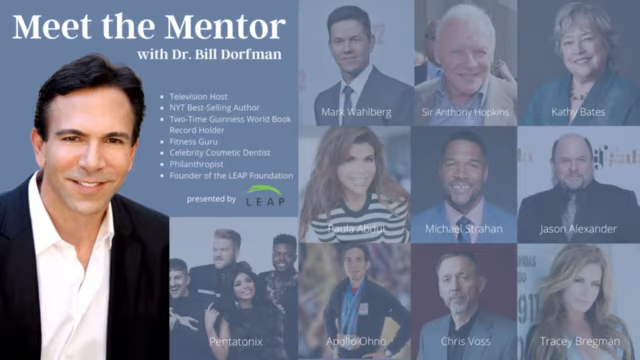 Meet the Mentor
with Dr. Bill Dorfman
• Television Host
• NYT Best-Selling Author
• Two-Time Guinness World Book
Record Holder
• Fitness Guru
• Celebrity Cosmetic Dentist
• Philanthropist
• Founder of the LEAP Foundation
presented by
LEAP
Mark Wahlberg
Sir Anthony Hopkins
Kathy Bates
Paula Abdul
Michael Strahan
Jason Alexander
Pentatonix
Apollo Ohno
Chris Voss
Tracey Bregman